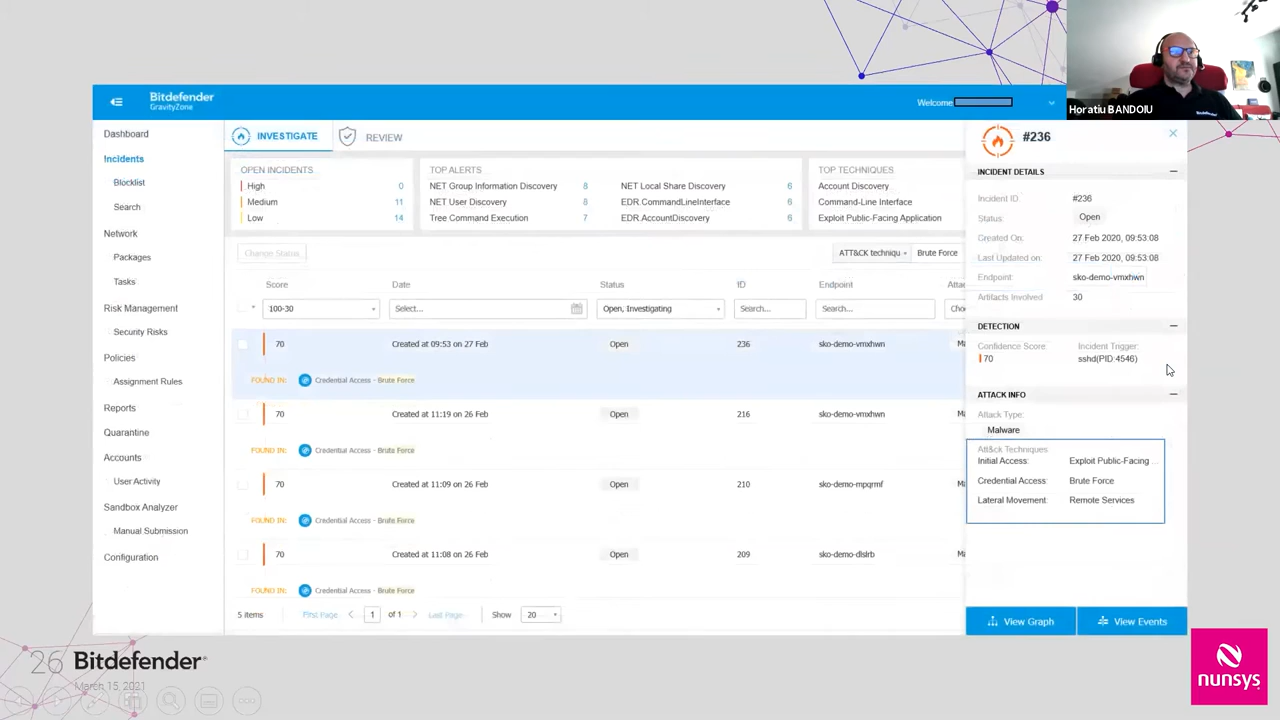 Horatiu BANDOIU
Bitdefender
GravityZone
Welcome
Dashboard
Incidents
Blocklist
Search
Network
Packages
Tasks
Risk Management
Security Risks
Policies
Assignment Rules
Reports
Quarantine
Accounts
User Activity
Sandbox Analyzer
Manual Submission
Configuration
INVESTIGATE
REVIEW
OPEN INCIDENTS
High 0
Medium 11
Low 14
TOP ALERTS
NET Group Information Discovery 8
NET User Discovery 8
Tree Command Execution 7
NET Local Share Discovery 6
EDR.CommandLineInterface 6
EDR.AccountDiscovery 6
TOP TECHNIQUES
Account Discovery
Command-Line Interface
Exploit Public-Facing Application
Change Status
ATT&CK techniqu
Brute Force
Score Date Status ID Endpoint Attac
100-30 Select... Open, Investigating Search... Search... Cho
70 Created at 09:53 on 27 Feb Open 236 sko-demo-vmxhwn Ma
FOUND IN: Credential Access - Brute Force
70 Created at 11:19 on 26 Feb Open 216 sko-demo-vmxhwn Ma
FOUND IN: Credential Access - Brute Force
70 Created at 11:09 on 26 Feb Open 210 sko-demo-mpqrmf Ma
FOUND IN: Credential Access - Brute Force
70 Created at 11:08 on 26 Feb Open 209 sko-demo-dlslrb Ma
FOUND IN: Credential Access - Brute Force
5 items First Page 1 of 1 Last Page Show 20
#236
INCIDENT DETAILS
Incident ID #236
Status: Open
Created On: 27 Feb 2020, 09:53:08
Last Updated on: 27 Feb 2020, 09:53:08
Endpoint: sko-demo-vmxhwn
Artifacts Involved 30
DETECTION
Confidence Score: Incident Trigger:
70 sshd(PID:4546)
ATTACK INFO
Attack Type:
Malware
Att&ck Techniques
Initial Access: Exploit Public-Facing ...
Credential Access: Brute Force
Lateral Movement: Remote Services
View Graph
View Events
26 Bitdefender®
March 15, 2021
nunsys